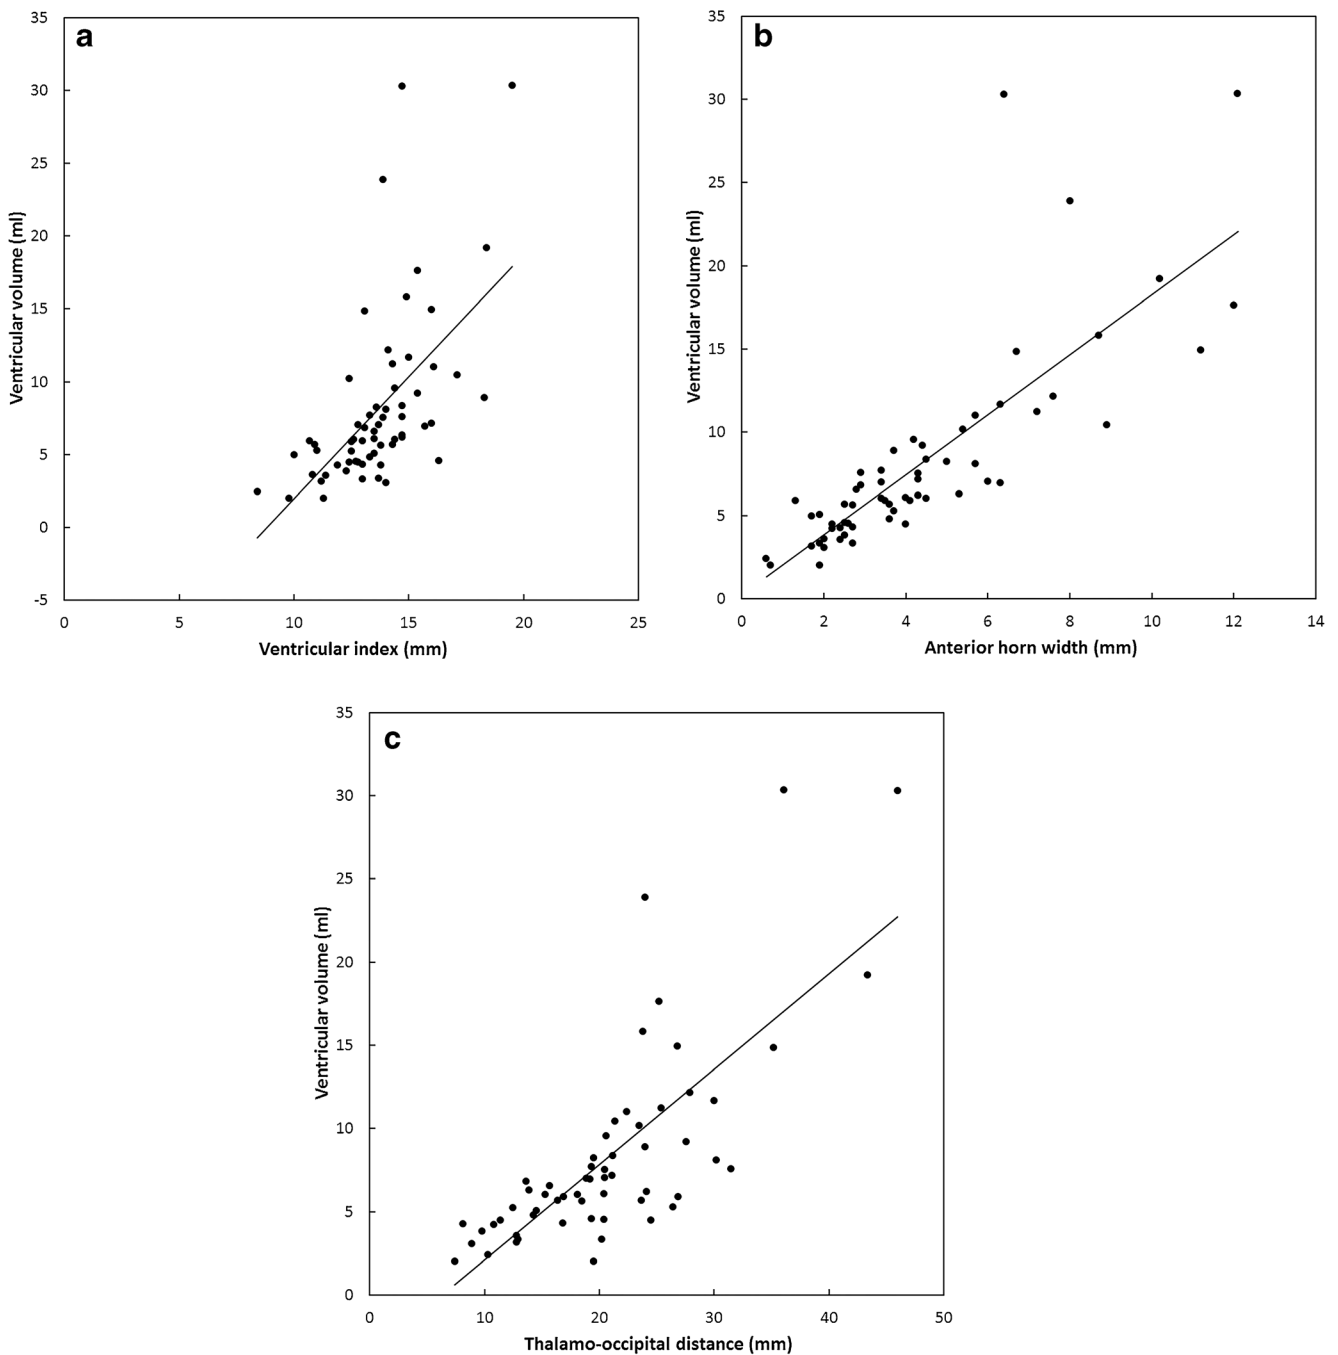 a
35
30
25
20
15
10
5
0
-5
Ventricular volume (ml)
0 5 10 15 20 25
Ventricular index (mm)
b
35
30
25
20
15
10
5
0
Ventricular volume (ml)
0 2 4 6 8 10 12 14
Anterior horn width (mm)
c
35
30
25
20
15
10
5
0
Ventricular volume (ml)
0 10 20 30 40 50
Thalamo-occipital distance (mm)